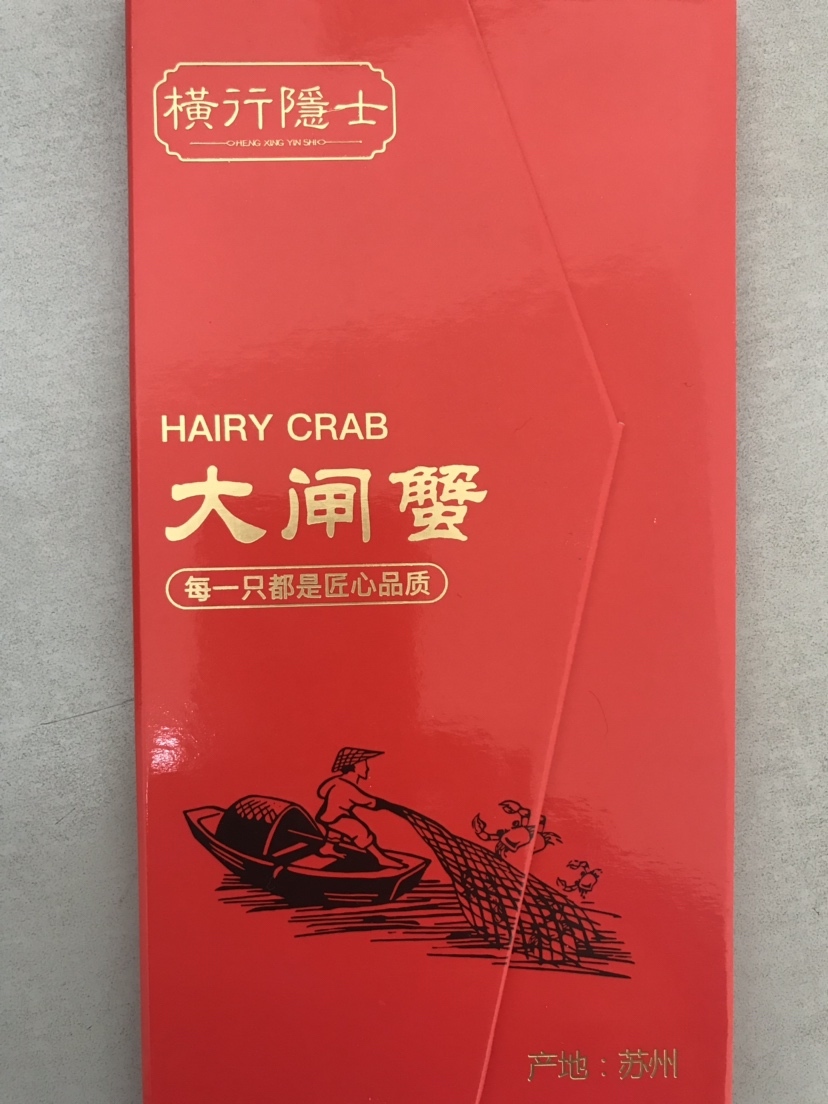 橫行隱士
HENG XING YIN SHI
HAIRY CRAB
大闸蟹
每一只都是匠心品质
产地：苏州